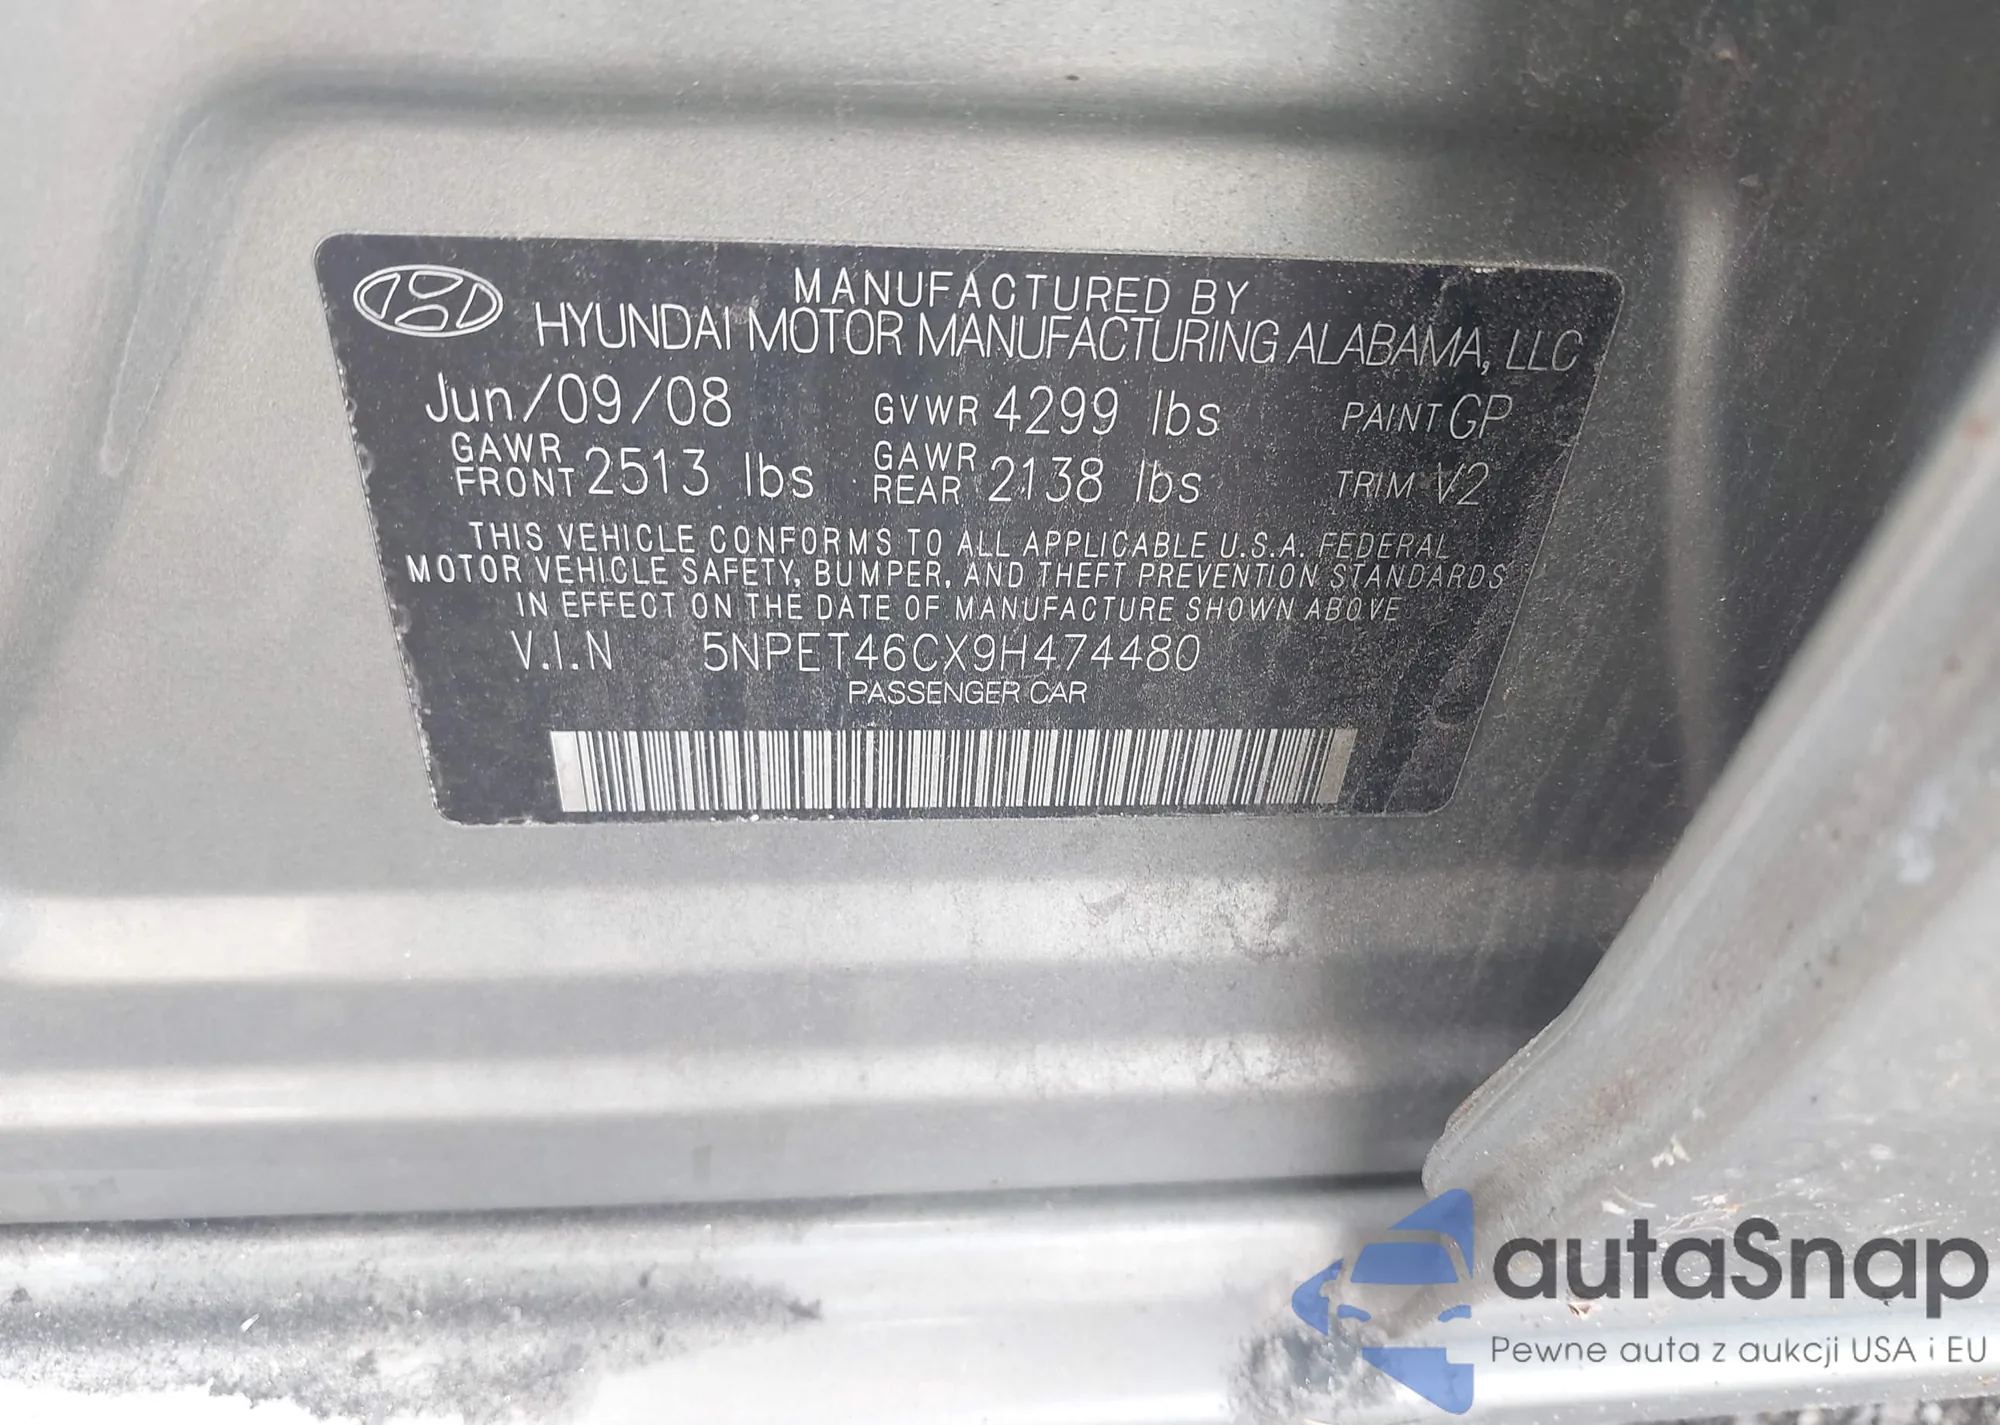 MANUFACTURED BY
HYUNDAI MOTOR MANUFACTURING ALABAMA, LLC
Jun/09/08 GVWR 4299 lbs PAINT GP
GAWR FRONT 2513 lbs GAWR REAR 2138 lbs TRIM V2
THIS VEHICLE CONFORMS TO ALL APPLICABLE U.S.A. FEDERAL
MOTOR VEHICLE SAFETY, BUMPER, AND THEFT PREVENTION STANDARDS
IN EFFECT ON THE DATE OF MANUFACTURE SHOWN ABOVE
V.I.N 5NPET46CX9H474480
PASSENGER CAR
autaSnap
Pewne auta z aukcji USA i EU